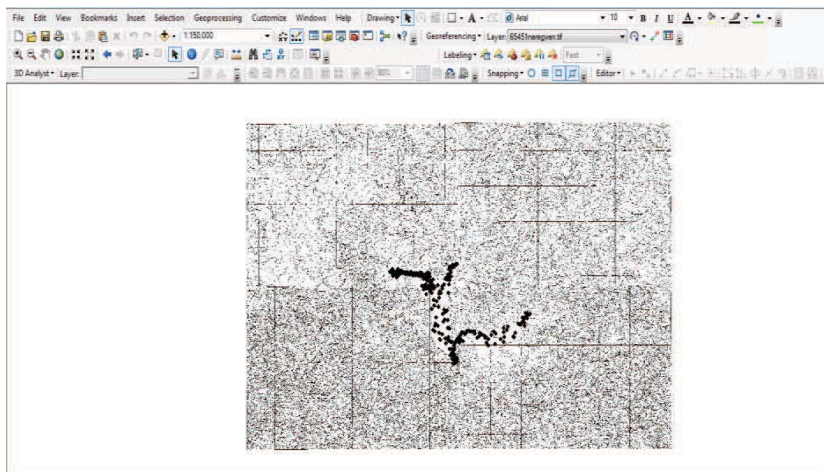 File Edit View Bookmarks Insert Selection Geoprocessing Customize Windows Help Drawing Arial 10 B I U A
1:150.000 Georeferencing Layer:
Labeling Fast
3D Analyst Layer: 80% Snapping Editor